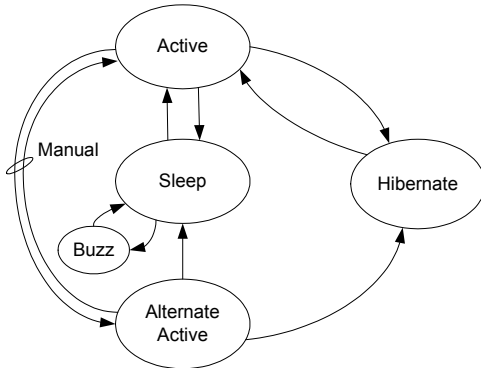 Active
Manual
Sleep
Hibernate
Buzz
Alternate
Active